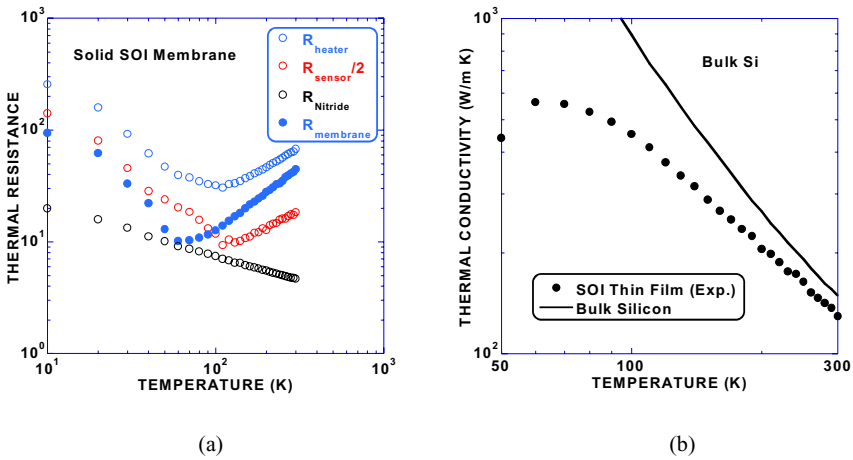 10³
10²
10¹
10⁰
THERMAL RESISTANCE
Solid SOI Membrane
R_heater
R_sensor/2
R_Nitride
R_membrane
10¹
10²
10³
TEMPERATURE (K)
(a)
10³
10²
THERMAL CONDUCTIVITY (W/m K)
Bulk Si
SOI Thin Film (Exp.)
Bulk Silicon
50
100
300
TEMPERATURE (K)
(b)